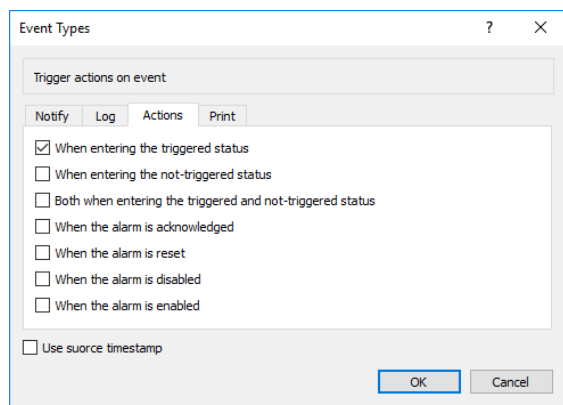 Event Types
?
Trigger actions on event
Notify Log Actions Print
When entering the triggered status
When entering the not-triggered status
Both when entering the triggered and not-triggered status
When the alarm is acknowledged
When the alarm is reset
When the alarm is disabled
When the alarm is enabled
Use suorce timestamp
OK Cancel